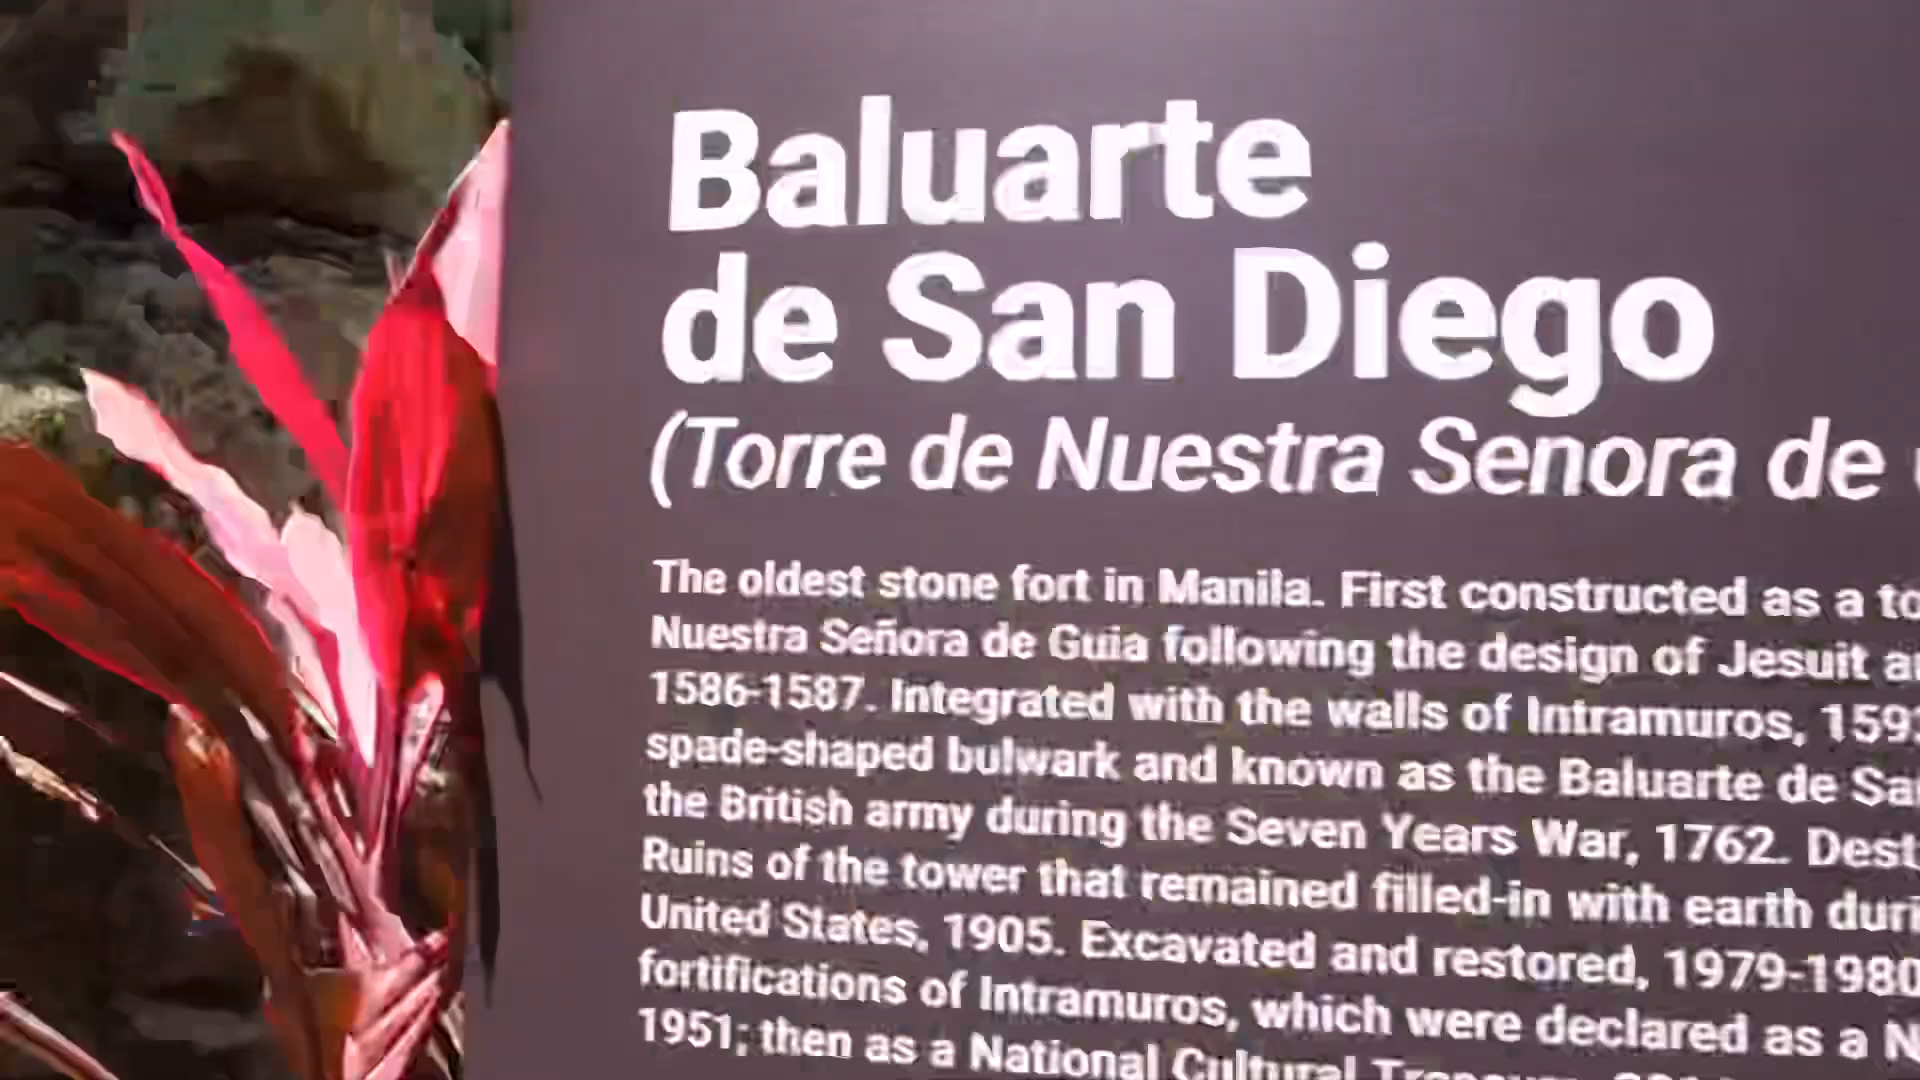 Baluarte
de San Diego
(Torre de Nuestra Senora de
The oldest stone fort in Manila. First constructed as a
Nuestra Señora de Guia following the design of Jesuit
1586-1587. Integrated with the walls of Intramuros,
spade-shaped bulwark and known as the Baluarte de
the British army during the Seven Years War, 1762.
Ruins of the tower that remained filled-in with earth
United States, 1905. Excavated and restored, 1979-1980
fortifications of Intramuros, which were declared as a
1951; then as a National Cultural